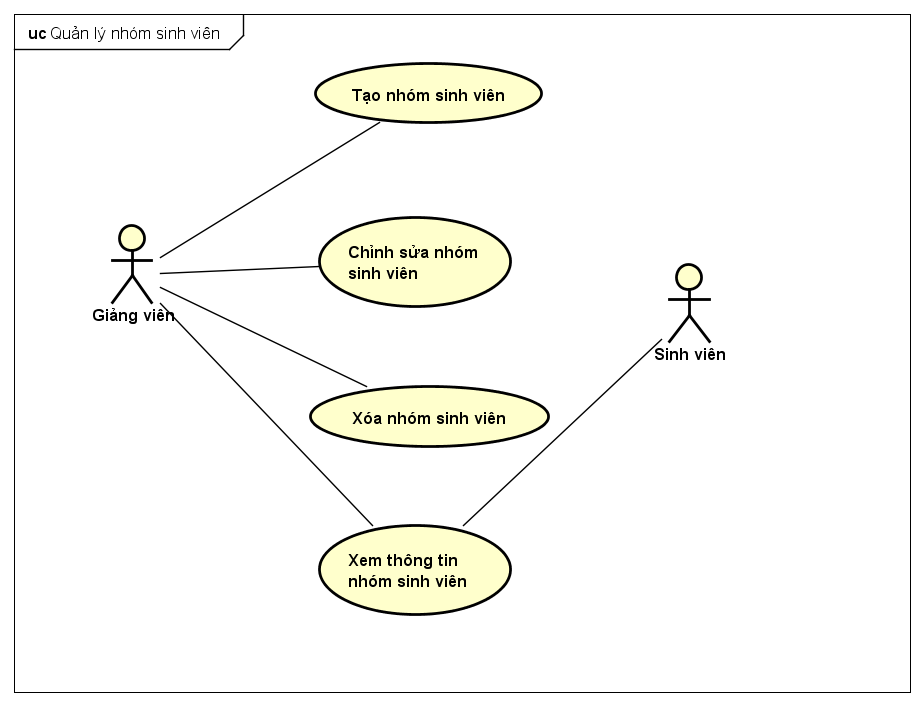 uc Quản lý nhóm sinh viên
Tạo nhóm sinh viên
Chỉnh sửa nhóm
sinh viên
Giảng viên
Sinh viên
Xóa nhóm sinh viên
Xem thông tin
nhóm sinh viên